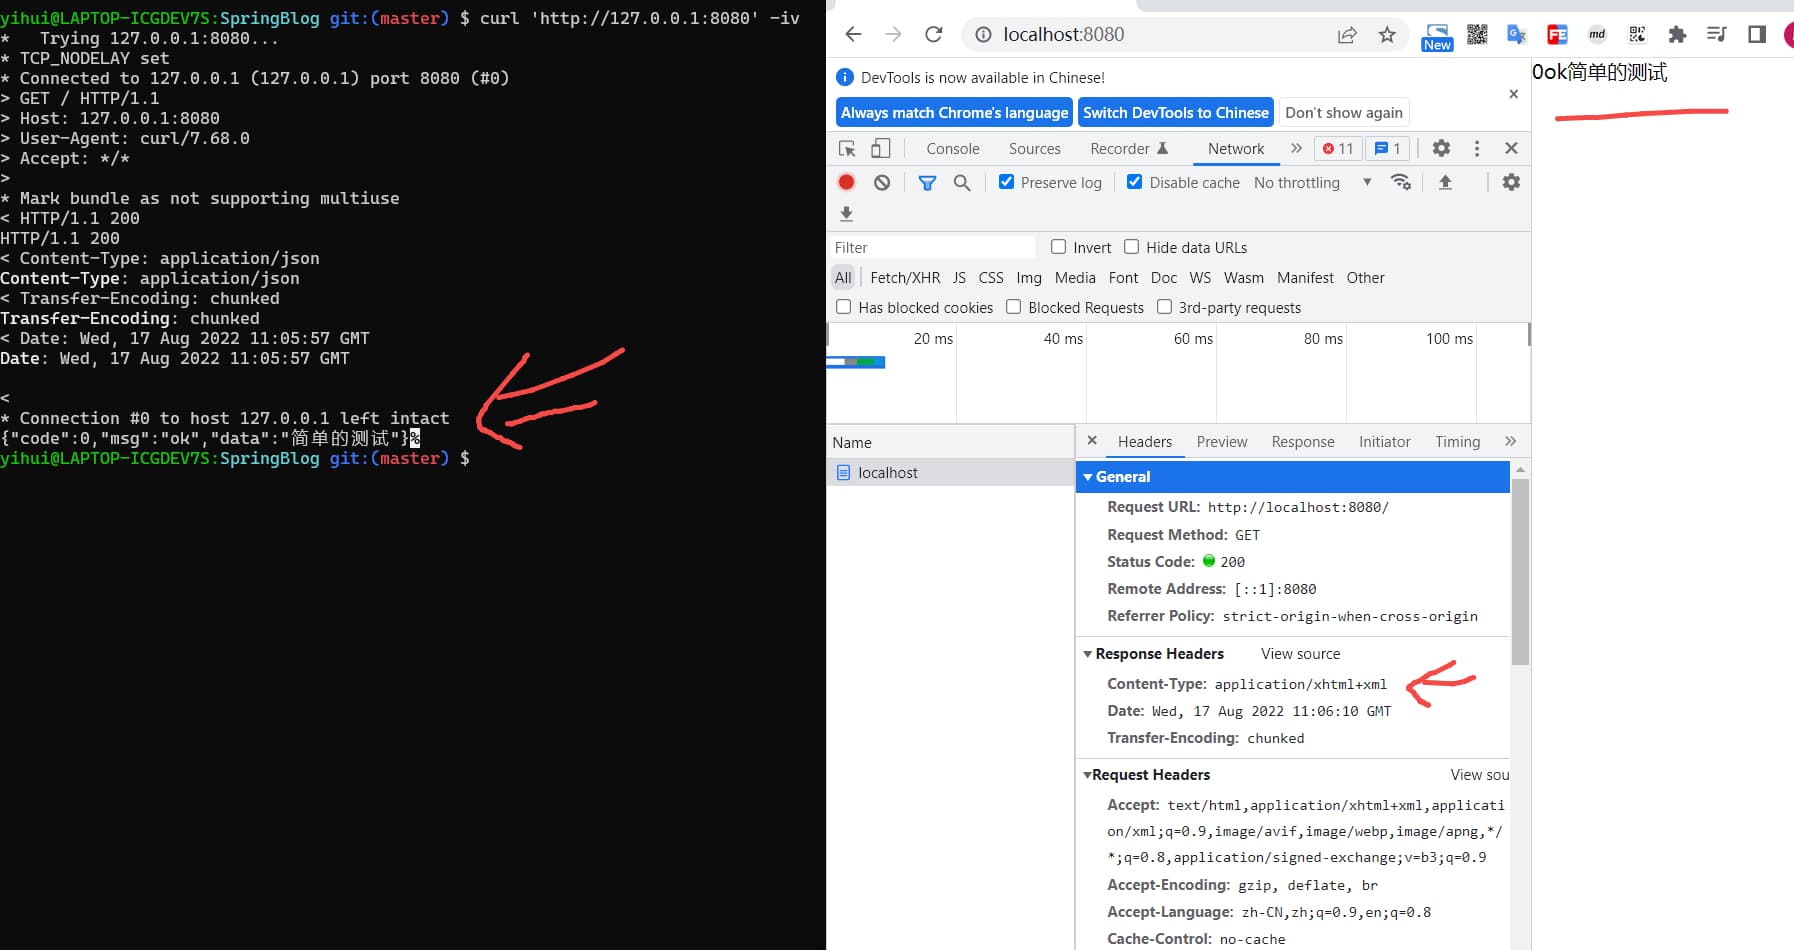 yihui@LAPTOP-ICGDEV7S:SpringBlog git:(master) $ curl 'http://127.0.0.1:8080' -iv
*   Trying 127.0.0.1:8080...
* TCP_NODELAY set
* Connected to 127.0.0.1 (127.0.0.1) port 8080 (#0)
> GET / HTTP/1.1
> Host: 127.0.0.1:8080
> User-Agent: curl/7.68.0
> Accept: */*
>
* Mark bundle as not supporting multiuse
< HTTP/1.1 200
HTTP/1.1 200
< Content-Type: application/json
Content-Type: application/json
< Transfer-Encoding: chunked
Transfer-Encoding: chunked
< Date: Wed, 17 Aug 2022 11:05:57 GMT
Date: Wed, 17 Aug 2022 11:05:57 GMT
<
* Connection #0 to host 127.0.0.1 left intact
{"code":0,"msg":"ok","data":"简单的测试"}%
yihui@LAPTOP-ICGDEV7S:SpringBlog git:(master) $
localhost:8080
New
FE
md
DevTools is now available in Chinese!
Always match Chrome's language Switch DevTools to Chinese Don't show again
Console Sources Recorder Network » 11 1
Preserve log Disable cache No throttling
Filter Invert Hide data URLs
All Fetch/XHR JS CSS Img Media Font Doc WS Wasm Manifest Other
Has blocked cookies Blocked Requests 3rd-party requests
20 ms 40 ms 60 ms 80 ms 100 ms
Name
localhost
Headers Preview Response Initiator Timing »
General
Request URL: http://localhost:8080/
Request Method: GET
Status Code: 200
Remote Address: [::1]:8080
Referrer Policy: strict-origin-when-cross-origin
Response Headers View source
Content-Type: application/xhtml+xml
Date: Wed, 17 Aug 2022 11:06:10 GMT
Transfer-Encoding: chunked
Request Headers View sou
Accept: text/html,application/xhtml+xml,applicati
on/xml;q=0.9,image/avif,image/webp,image/apng,*/
*;q=0.8,application/signed-exchange;v=b3;q=0.9
Accept-Encoding: gzip, deflate, br
Accept-Language: zh-CN,zh;q=0.9,en;q=0.8
Cache-Control: no-cache
0ok简单的测试